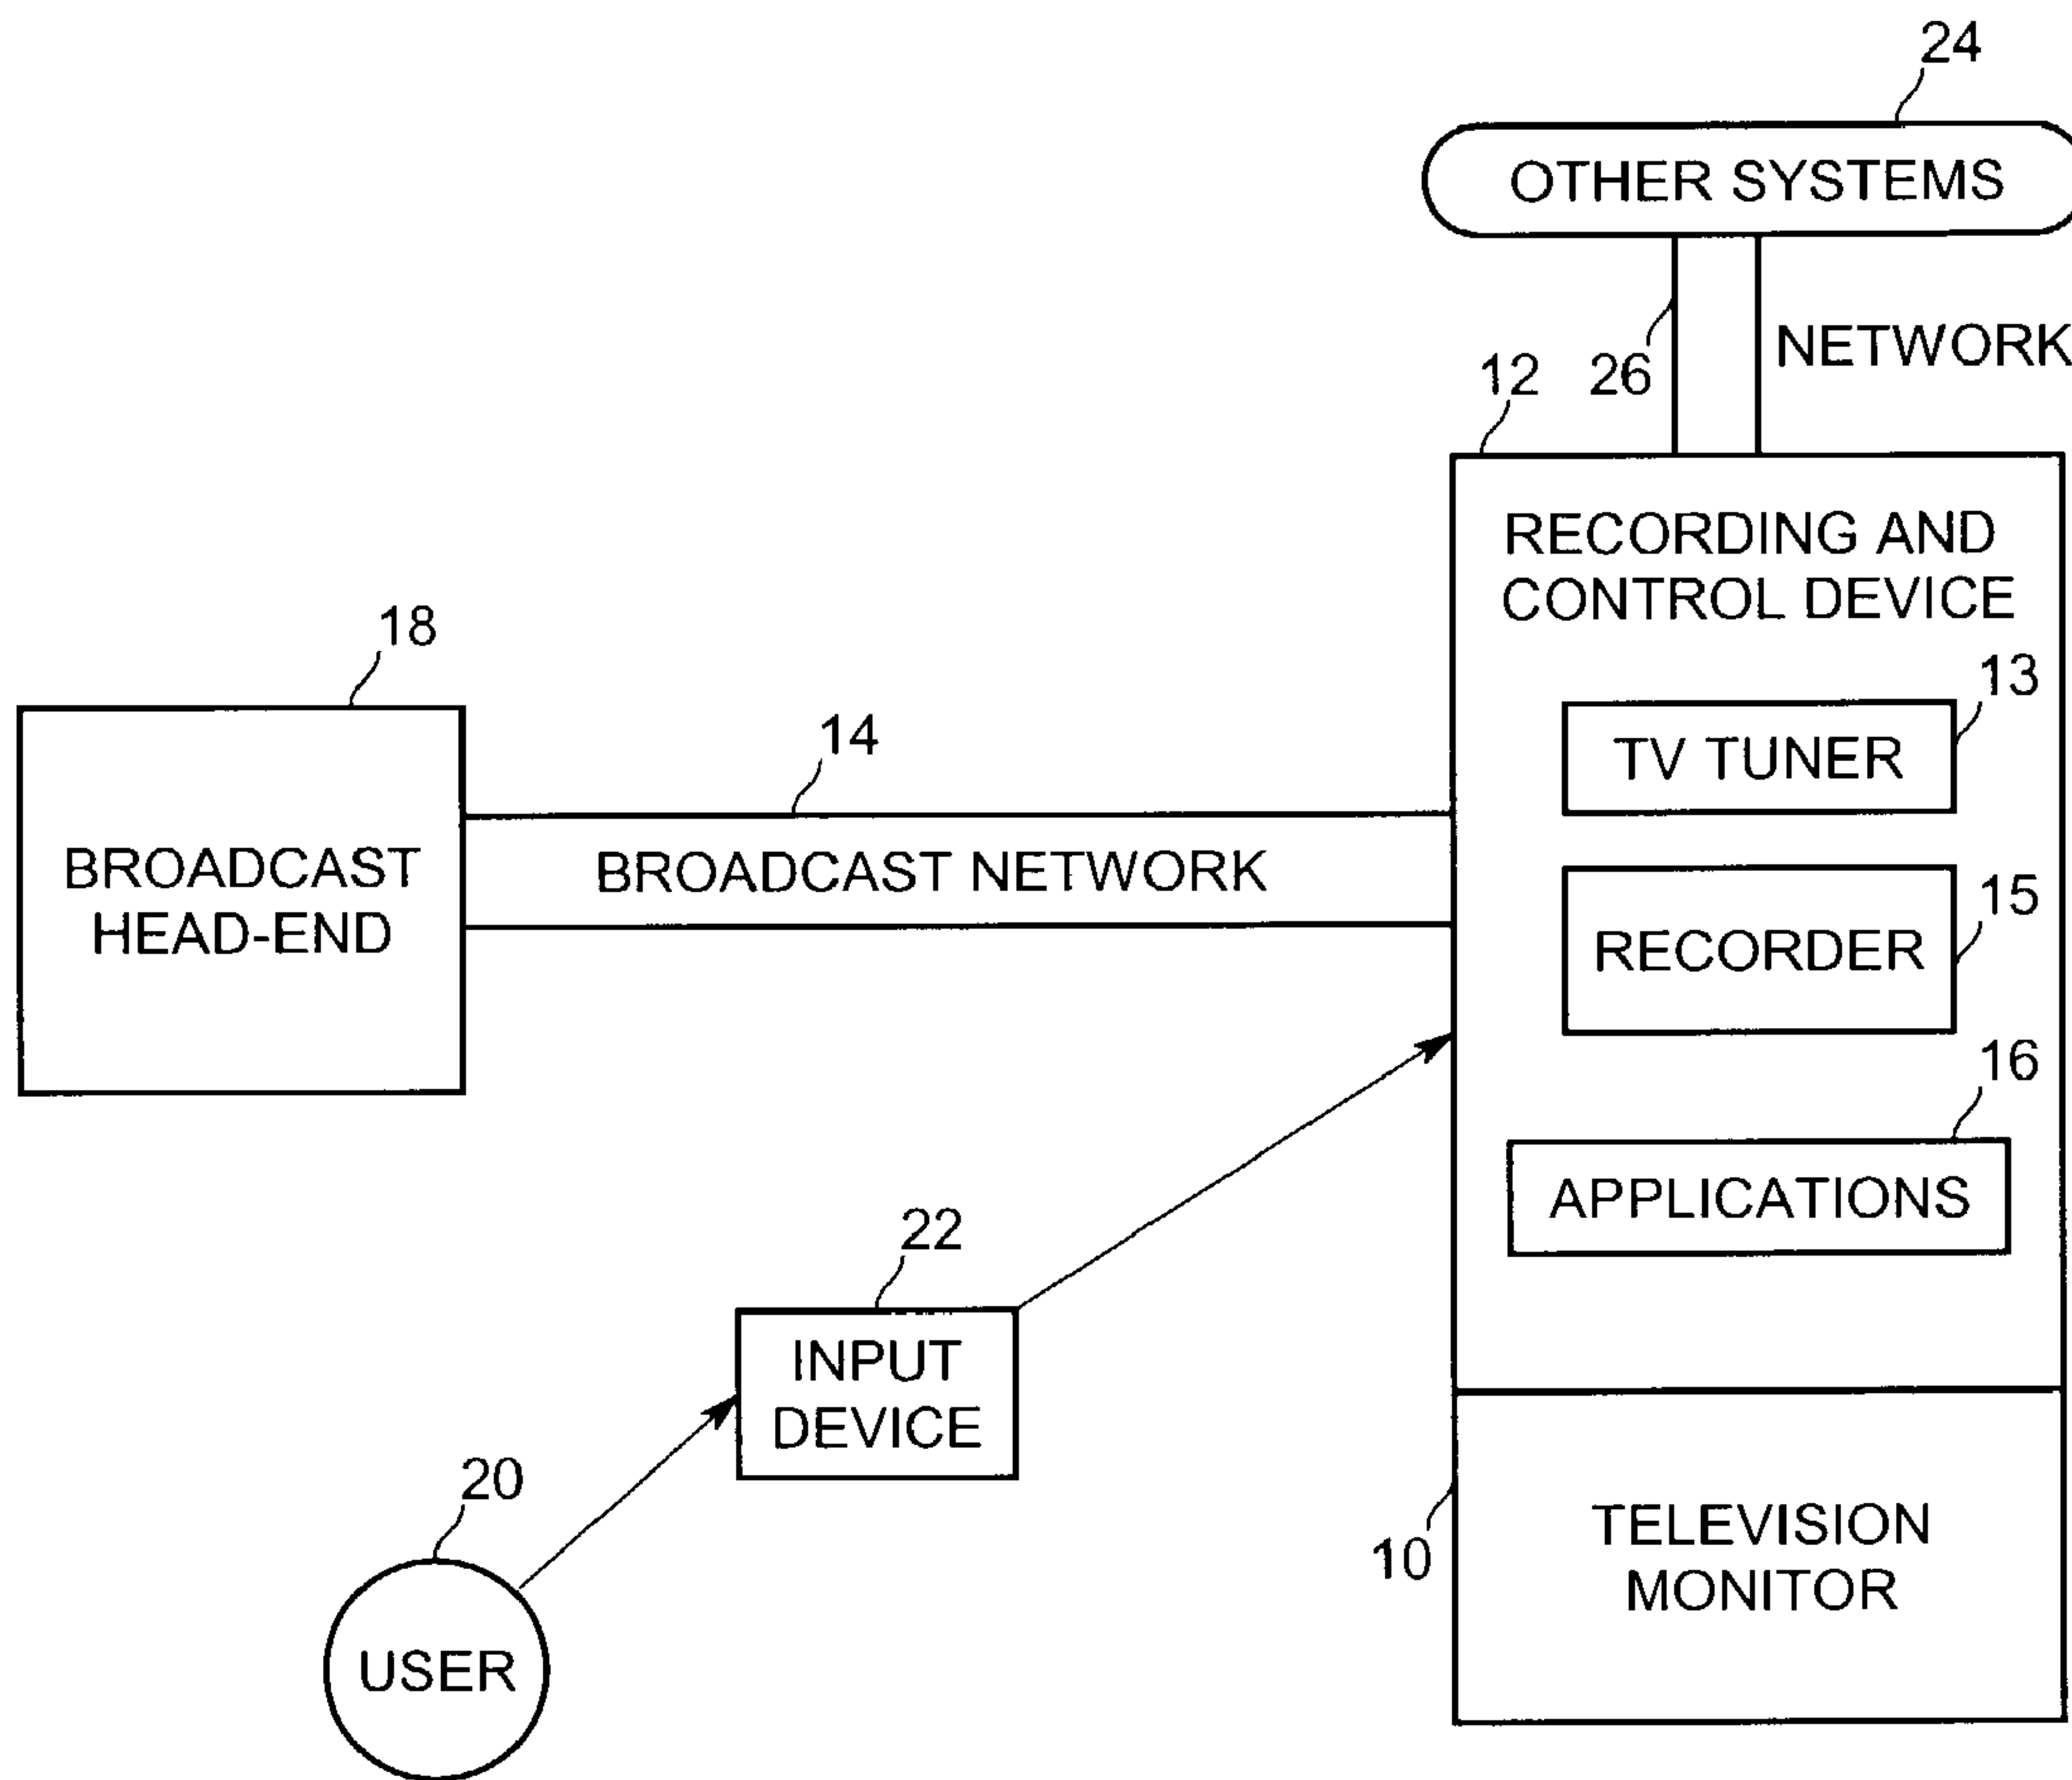 24
OTHER SYSTEMS
26
NETWORK
12
RECORDING AND
CONTROL DEVICE
13
TV TUNER
15
RECORDER
16
APPLICATIONS
18
BROADCAST
HEAD-END
14
BROADCAST NETWORK
22
INPUT
DEVICE
20
USER
10
TELEVISION
MONITOR